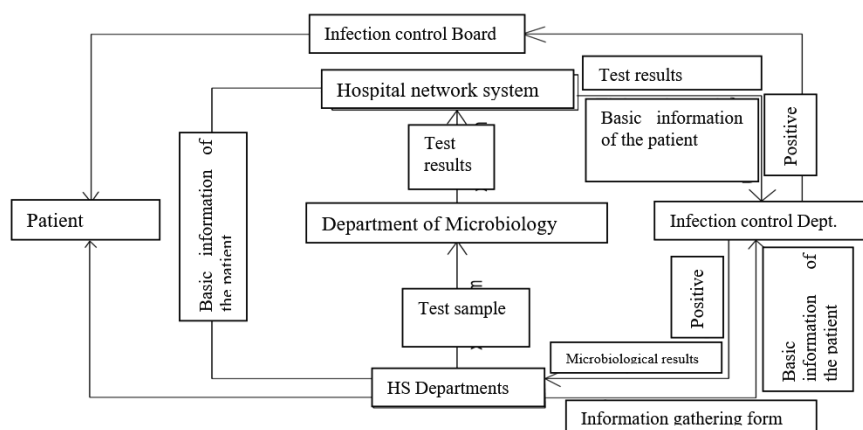 Infection control Board
Test results
Hospital network system
Basic information
of the patient
Positive
Basic information of
the patient
Test
results
Patient
Department of Microbiology
Infection control Dept.
Positive
Basic information of
the patient
Test sample
Microbiological results
HS Departments
Information gathering form